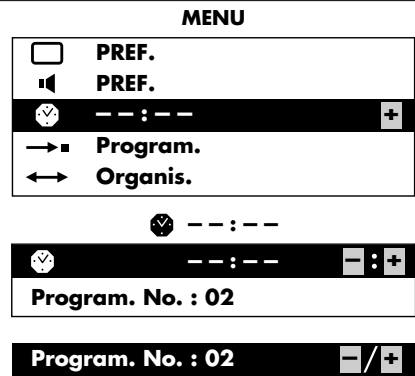 MENU
PREF.
PREF.
--:-- +
Program.
Organis.
--:--
--:-- - : +
Program. No. : 02
Program. No. : 02 -/+